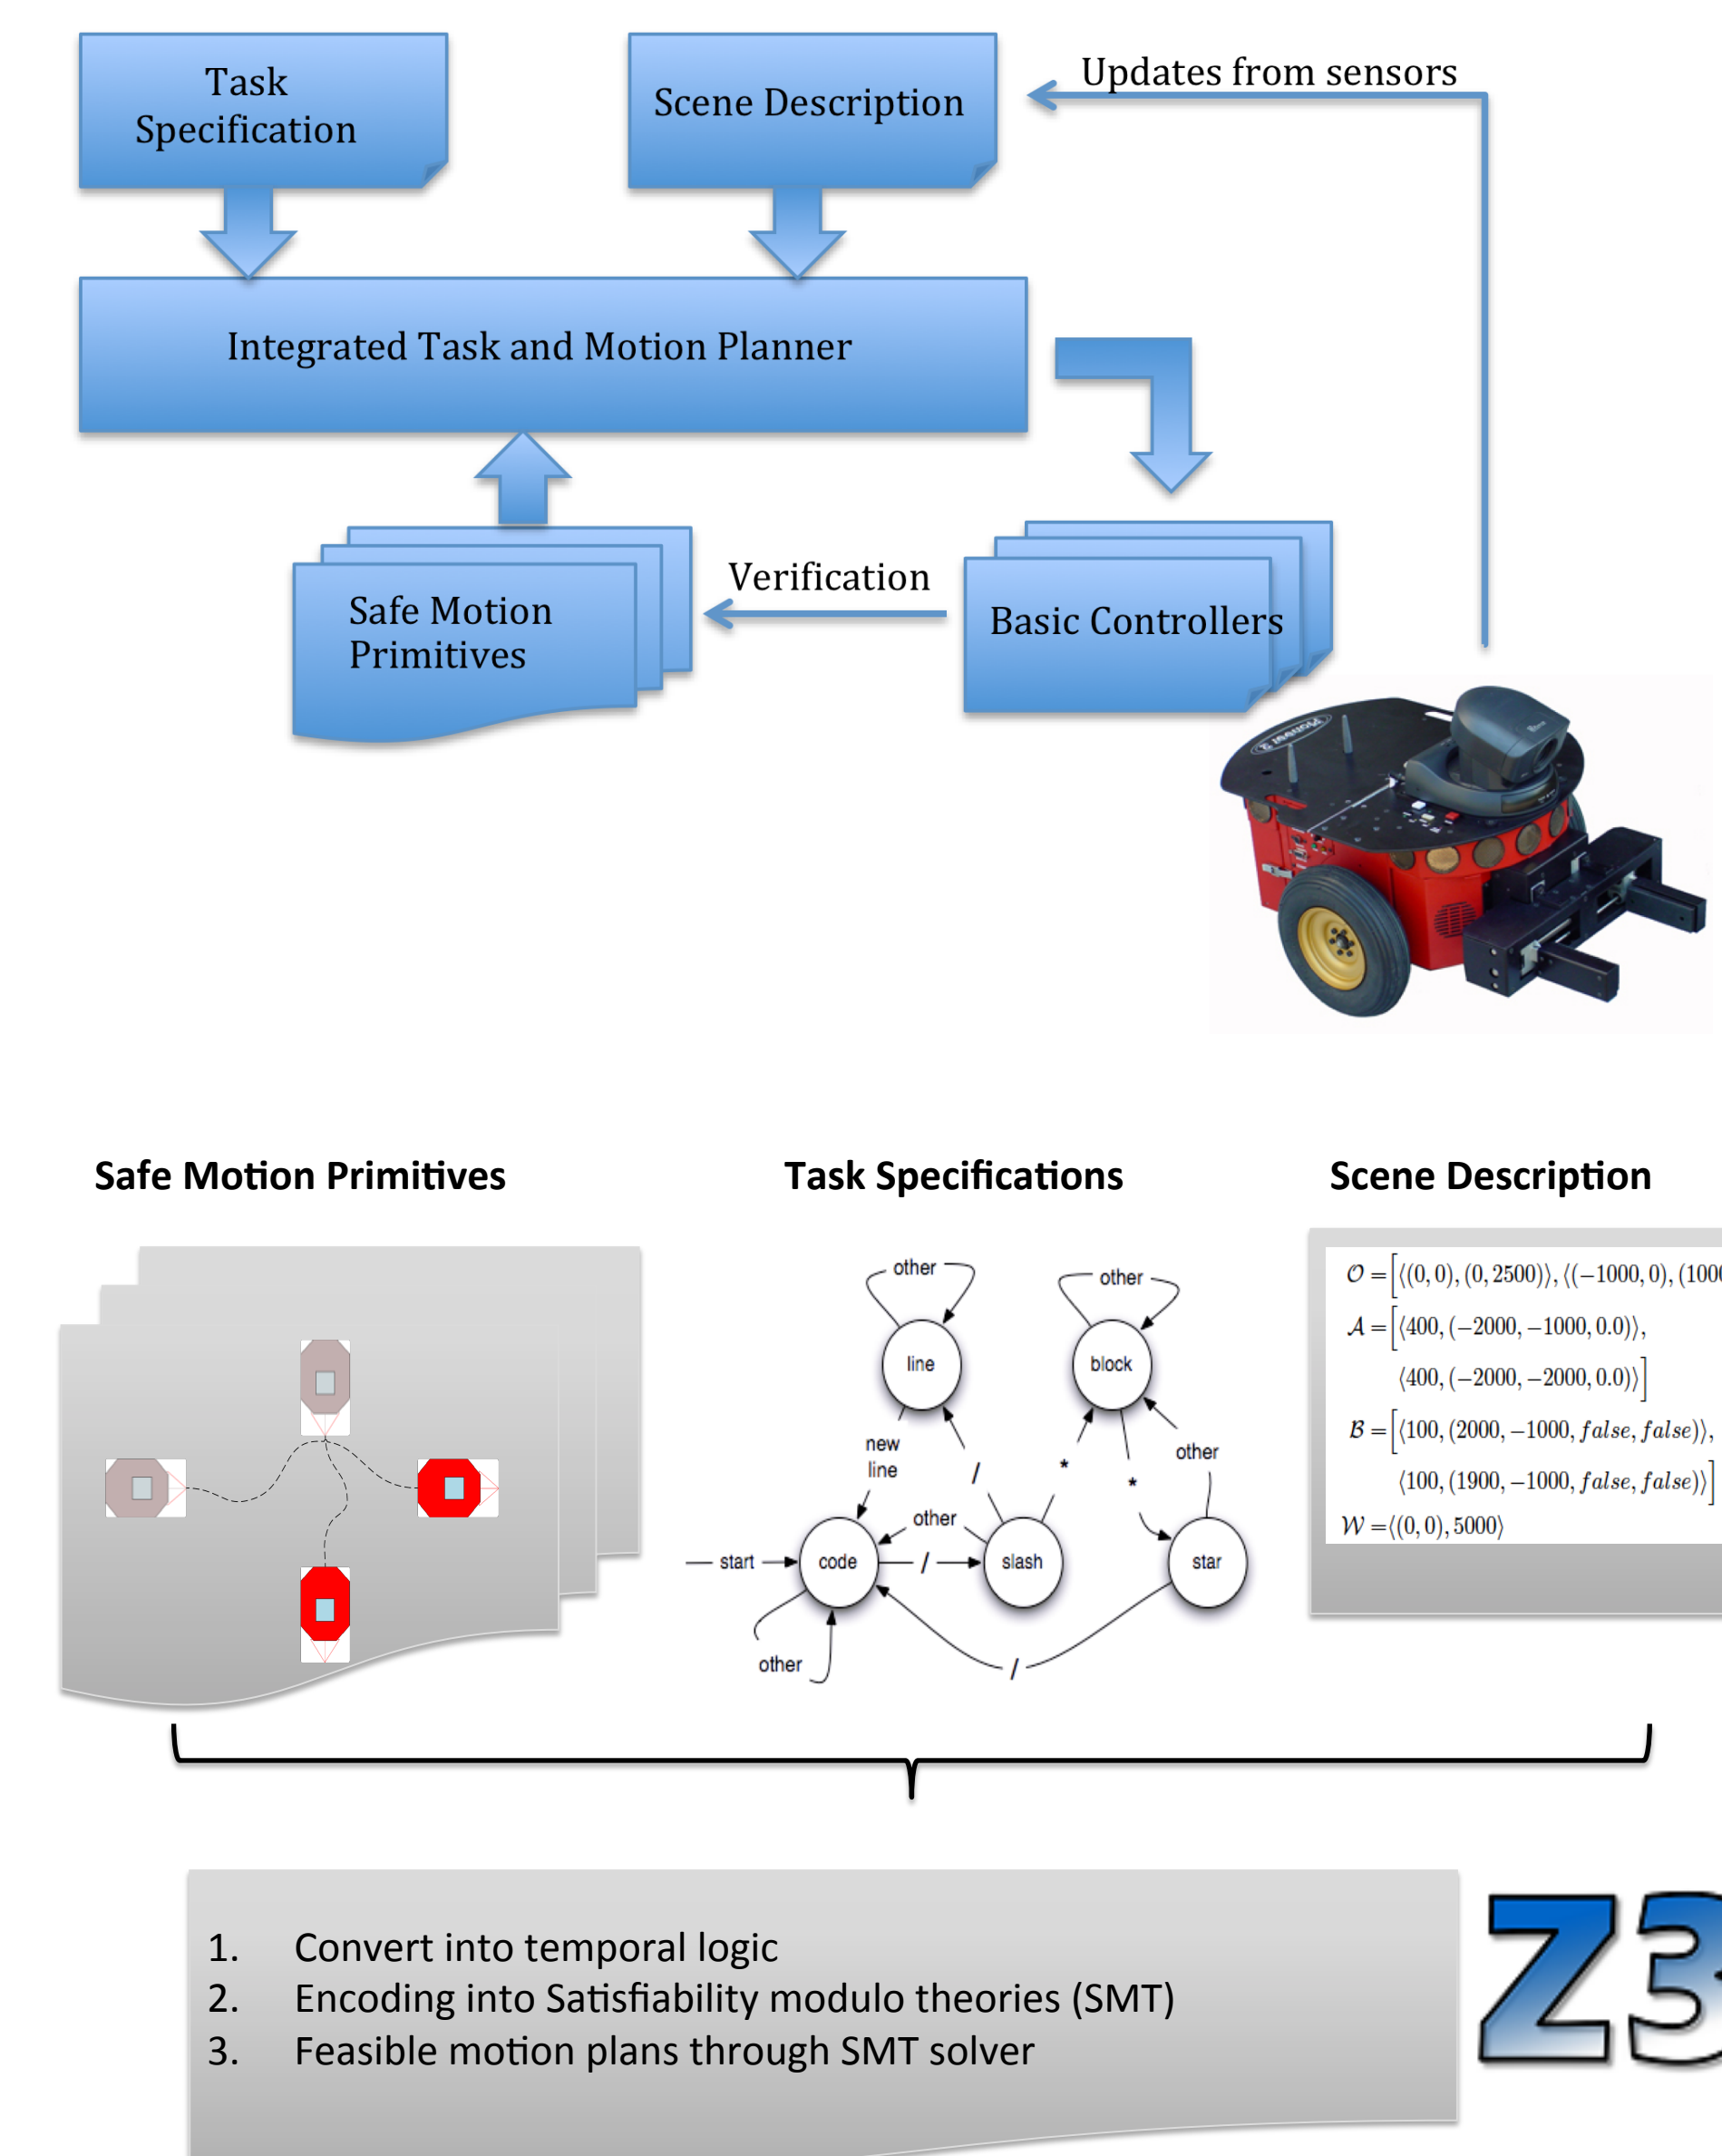 Task
Specification
Scene Description
Updates from sensors
Integrated Task and Motion Planner
Safe Motion
Primitives
Verification
Basic Controllers
Pioneer 2
Safe Motion Primitives
Task Specifications
Scene Description
other
other
line
block
new
line
/
*
*
other
other
start
code
/
slash
star
other
/
𝒪 =[⟨(0, 0), (0, 2500)⟩, ⟨(−1000, 0), (1000
𝒜 =[⟨400, (−2000, −1000, 0.0)⟩,
⟨400, (−2000, −2000, 0.0)⟩]
ℬ =[⟨100, (2000, −1000, false, false)⟩,
⟨100, (1900, −1000, false, false)⟩]
𝒲 =⟨(0, 0), 5000⟩
1. Convert into temporal logic
2. Encoding into Satisfiability modulo theories (SMT)
3. Feasible motion plans through SMT solver
Z3